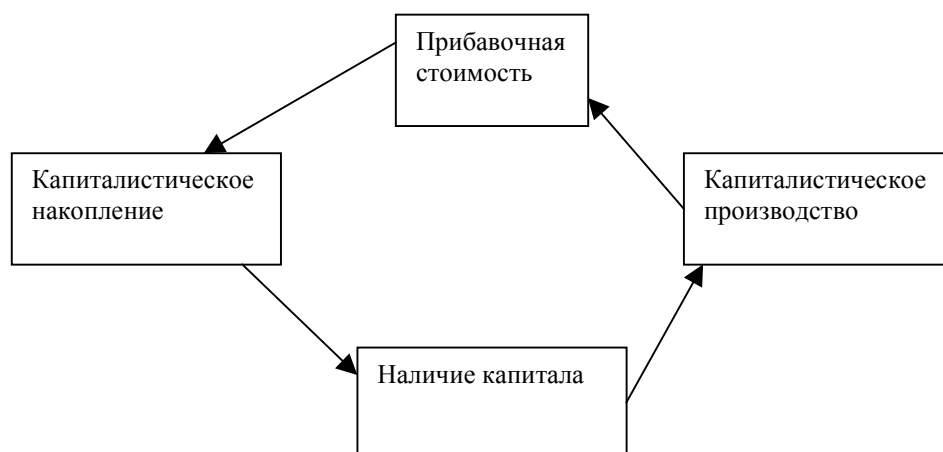 Прибавочная
стоимость
Капиталистическое
накопление
Капиталистическое
производство
Наличие капитала